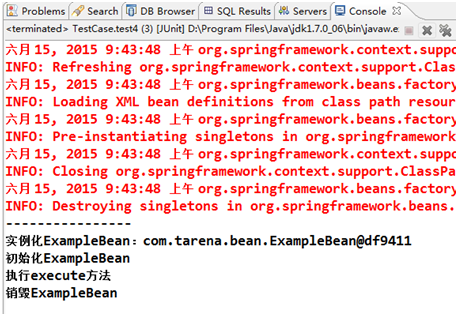 Problems Search DB Browser SQL Results Servers Console
<terminated> TestCase.test4 (3) [JUnit] D:\Program Files\Java\jdk1.7.0_06\bin\javaw.e
六月 15, 2015 9:43:48 上午 org.springframework.context.suppo
INFO: Refreshing org.springframework.context.support.Clas
六月 15, 2015 9:43:48 上午 org.springframework.beans.factory
INFO: Loading XML bean definitions from class path resour
六月 15, 2015 9:43:48 上午 org.springframework.beans.factory
INFO: Pre-instantiating singletons in org.springframework
六月 15, 2015 9:43:48 上午 org.springframework.context.suppo
INFO: Closing org.springframework.context.support.ClassPa
六月 15, 2015 9:43:48 上午 org.springframework.beans.factory
INFO: Destroying singletons in org.springframework.beans.
----------------
实例化ExampleBean：com.tarena.bean.ExampleBean@df9411
初始化ExampleBean
执行execute方法
销毁ExampleBean